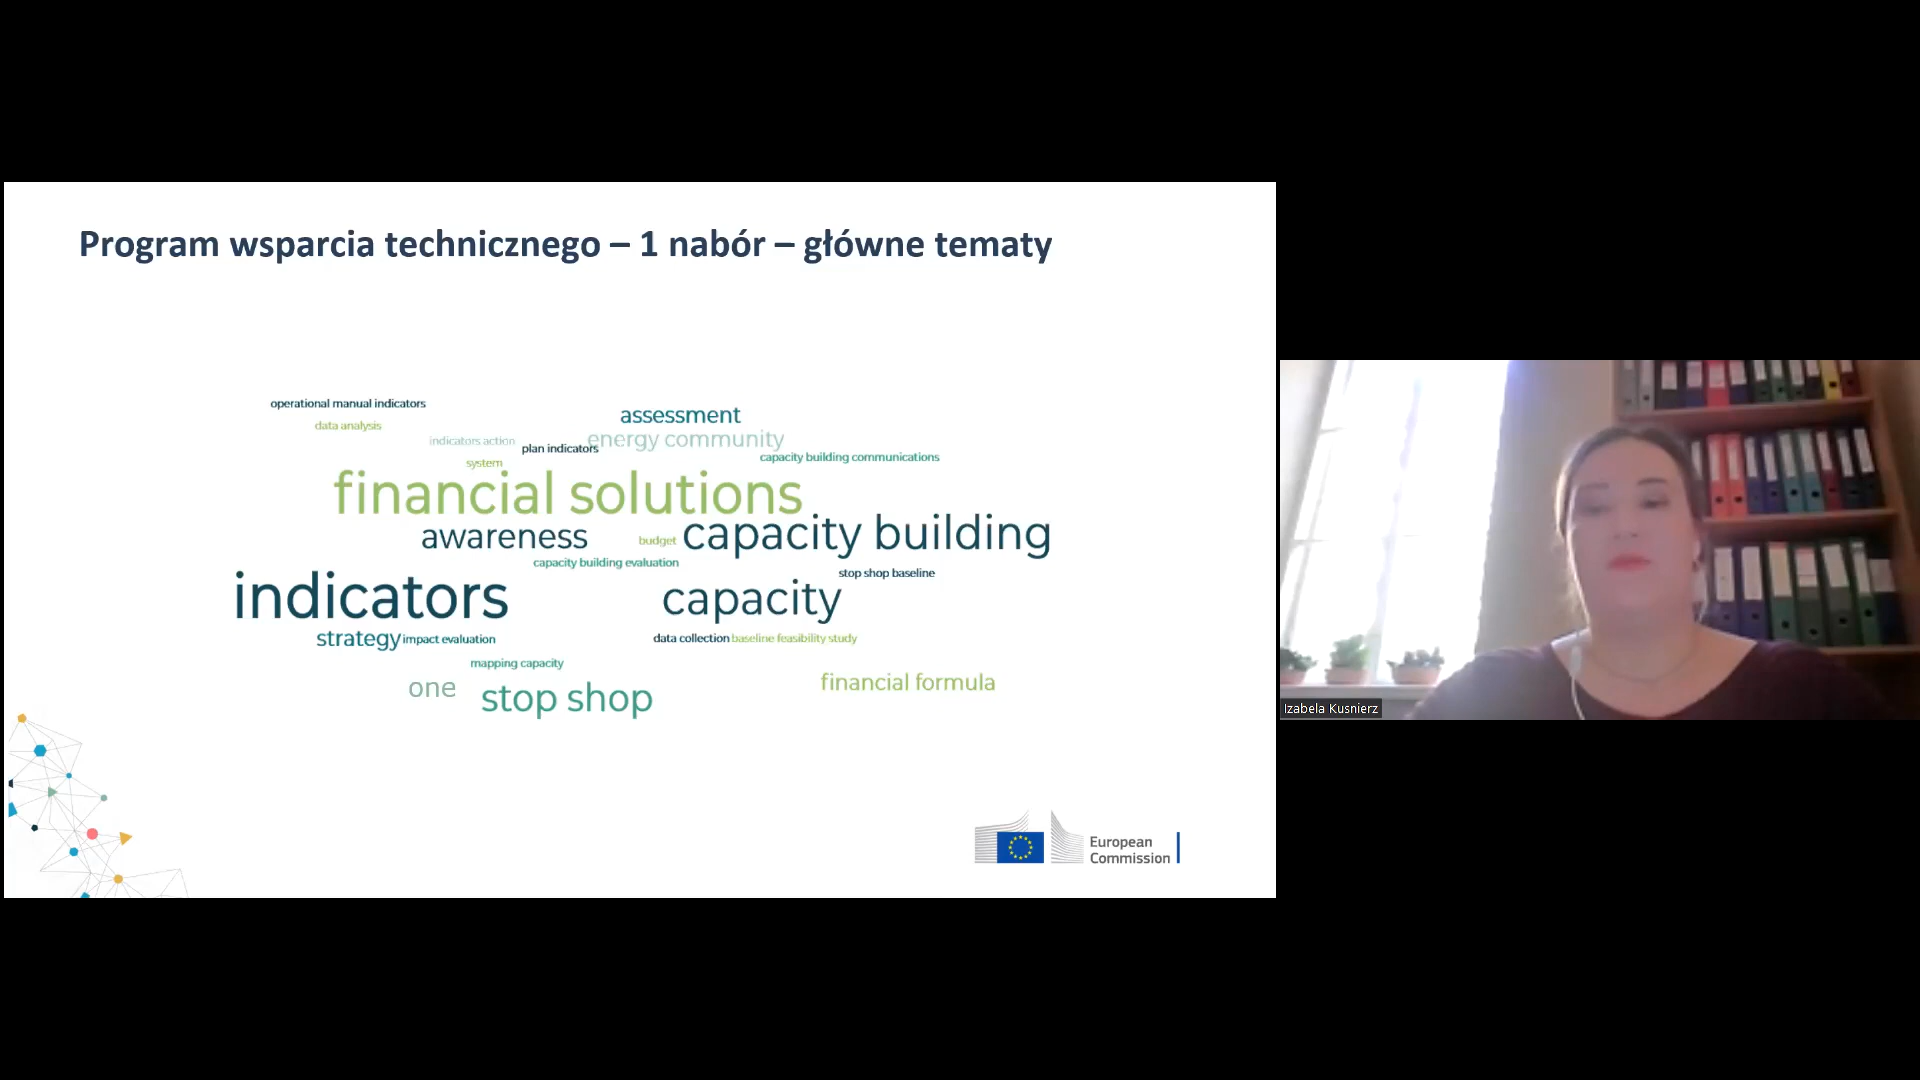 Program wsparcia technicznego – 1 nabór – główne tematy
operational manual indicators
assessment
data analysis
indicators action
plan indicators
energy community
system
capacity building communications
financial solutions
awareness
budget
capacity building
capacity building evaluation
stop shop baseline
indicators
capacity
strategy
impact evaluation
data collection
baseline feasibility study
mapping capacity
one
stop shop
financial formula
European
Commission
Izabela Kusnierz